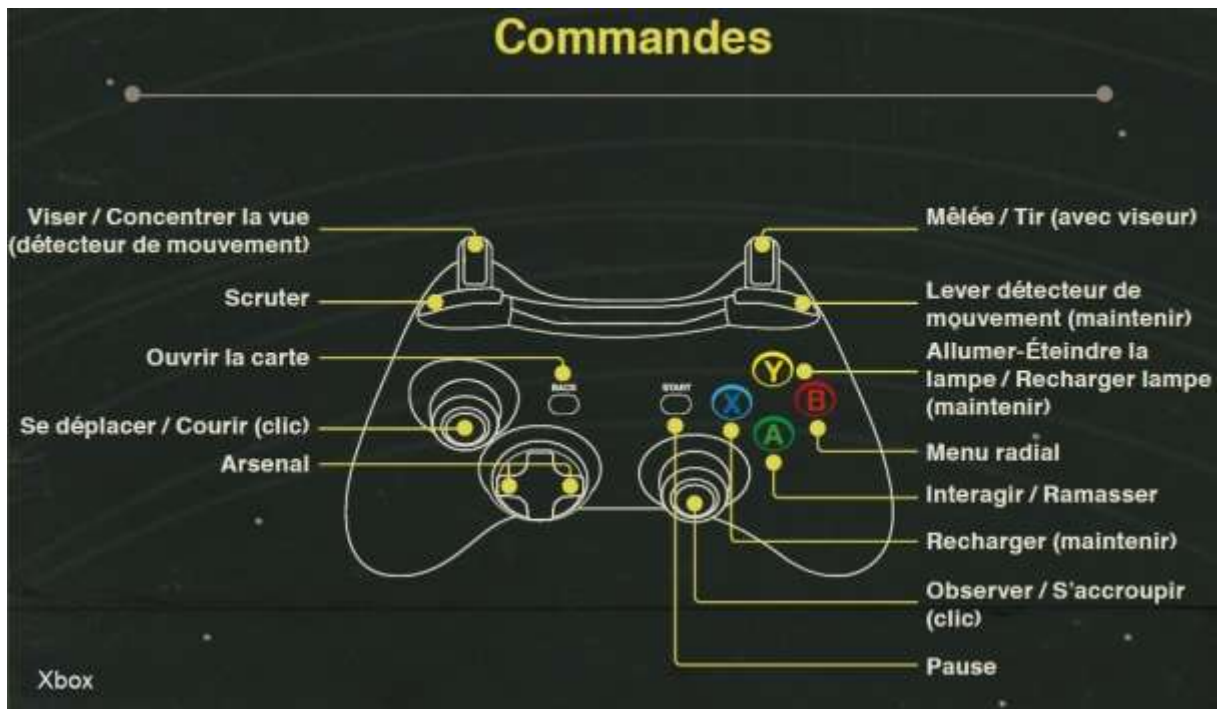 Commandes
Viser / Concentrer la vue
(détecteur de mouvement)
Scruter
Ouvrir la carte
Se déplacer / Courir (clic)
Arsenal
BACK
START
Y
X
B
A
Mêlée / Tir (avec viseur)
Lever détecteur de
mouvement (maintenir)
Allumer-Éteindre la
lampe / Recharger lampe
(maintenir)
Menu radial
Interagir / Ramasser
Recharger (maintenir)
Observer / S'accroupir
(clic)
Pause
Xbox